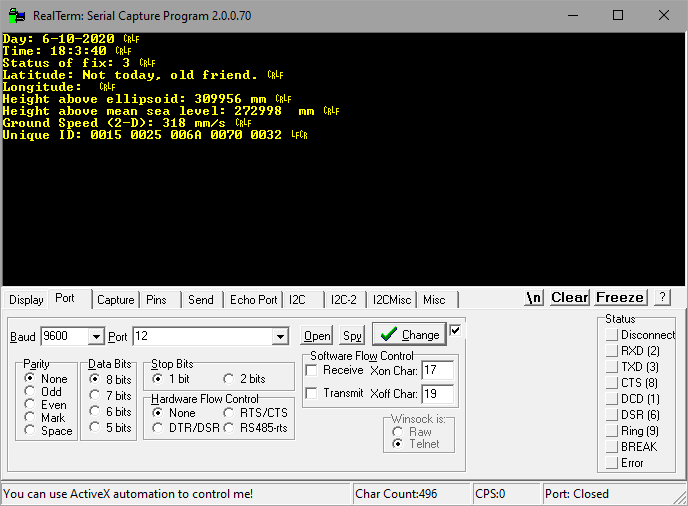 RealTerm: Serial Capture Program 2.0.0.70
Day: 6-10-2020 CRLF
Time: 18:3:40 CRLF
Status of fix: 3 CRLF
Latitude: Not today, old friend. CRLF
Longitude: CRLF
Height above ellipsoid: 309956 mm CRLF
Height above mean sea level: 272998 mm CRLF
Ground Speed (2-D): 318 mm/s CRLF
Unique ID: 0015 0025 006A 0070 0032 LFCR
Display Port Capture Pins Send Echo Port I2C I2C-2 I2CMisc Misc \n Clear Freeze ?
Baud 9600 Port 12 Open Spy Change
Parity
None
Odd
Even
Mark
Space
Data Bits
8 bits
7 bits
6 bits
5 bits
Stop Bits
1 bit 2 bits
Hardware Flow Control
None RTS/CTS
DTR/DSR RS485-rts
Software Flow Control
Receive Xon Char: 17
Transmit Xoff Char: 19
Winsock is:
Raw
Telnet
Status
Disconnect
RXD (2)
TXD (3)
CTS (8)
DCD (1)
DSR (6)
Ring (9)
BREAK
Error
You can use ActiveX automation to control me! Char Count:496 CPS:0 Port: Closed